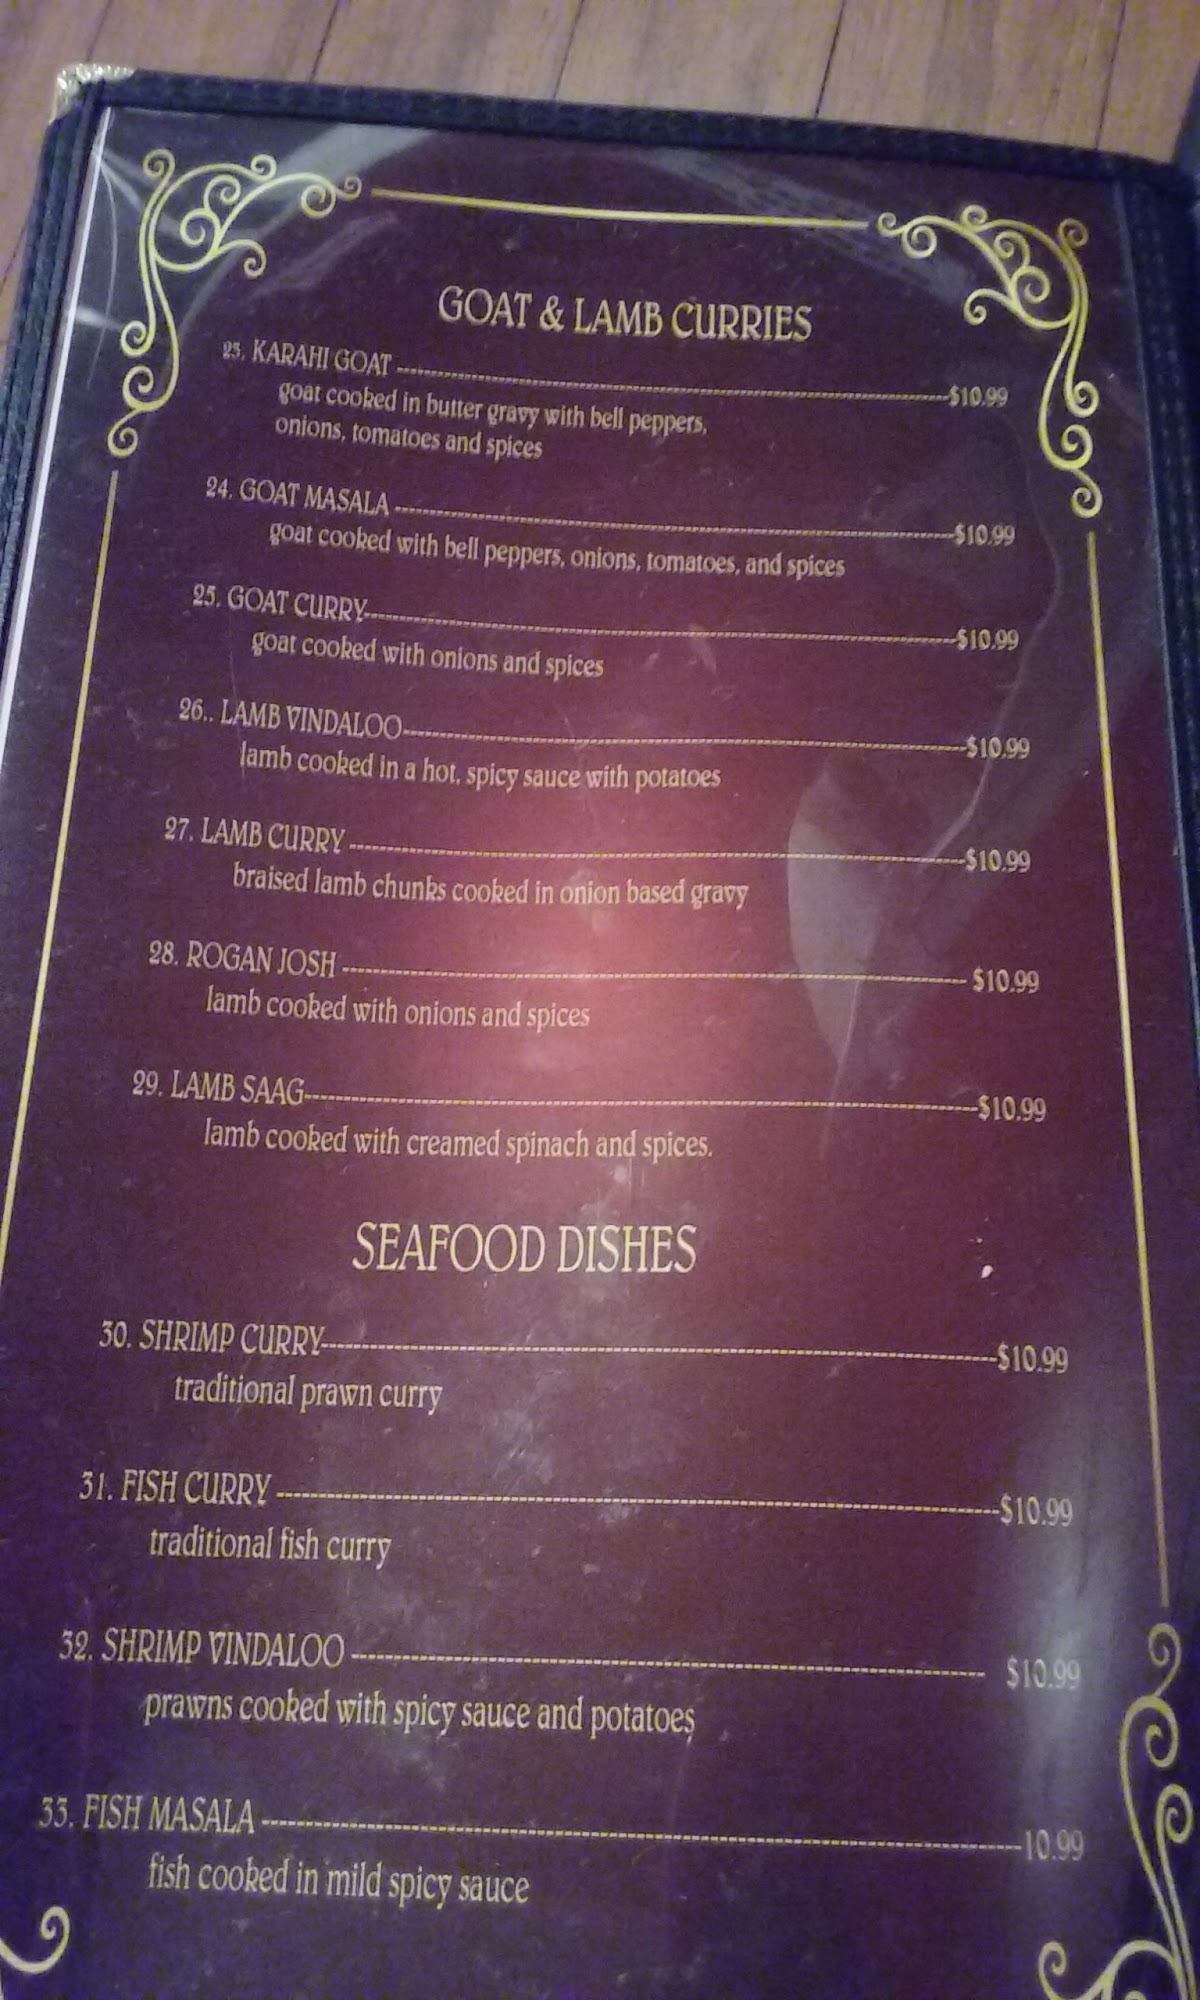 GOAT & LAMB CURRIES
23. KARAHI GOAT ---------- $10.99
goat cooked in butter gravy with bell peppers,
onions, tomatoes and spices
24. GOAT MASALA ---------- $10.99
goat cooked with bell peppers, onions, tomatoes, and spices
25. GOAT CURRY ---------- $10.99
goat cooked with onions and spices
26.. LAMB VINDALOO ---------- $10.99
lamb cooked in a hot, spicy sauce with potatoes
27. LAMB CURRY ---------- $10.99
braised lamb chunks cooked in onion based gravy
28. ROGAN JOSH ---------- $10.99
lamb cooked with onions and spices
29. LAMB SAAG ---------- $10.99
lamb cooked with creamed spinach and spices.
SEAFOOD DISHES
30. SHRIMP CURRY ---------- $10.99
traditional prawn curry
31. FISH CURRY ---------- $10.99
traditional fish curry
32. SHRIMP VINDALOO ---------- $10.99
prawns cooked with spicy sauce and potatoes
33. FISH MASALA ---------- 10.99
fish cooked in mild spicy sauce